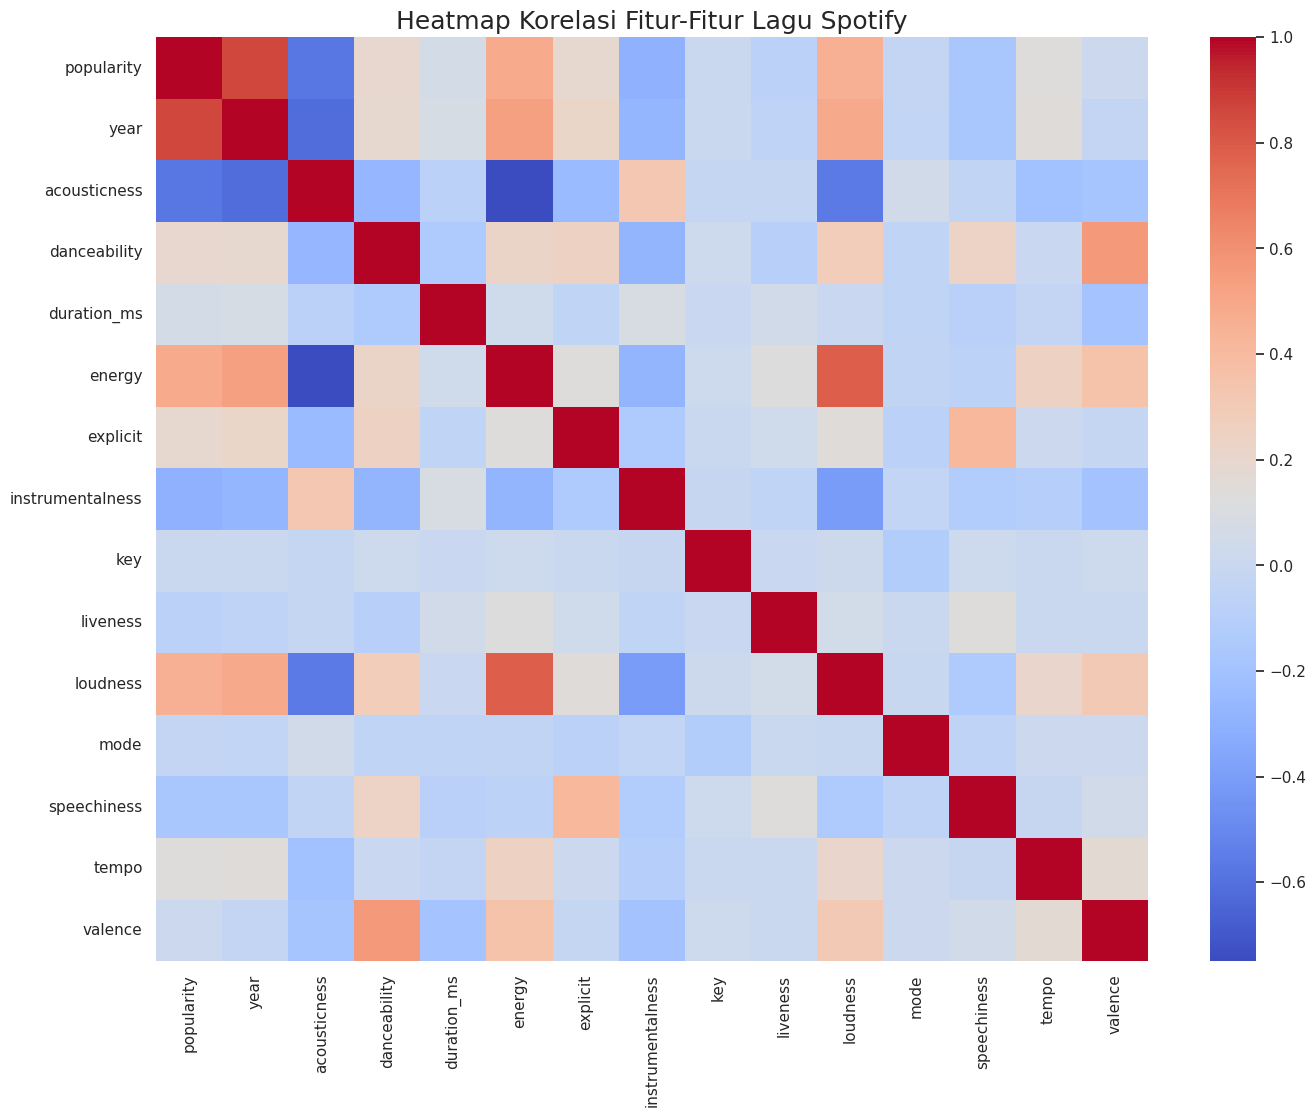 Heatmap Korelasi Fitur-Fitur Lagu Spotify
popularity
year
acousticness
danceability
duration_ms
energy
explicit
instrumentalness
key
liveness
loudness
mode
speechiness
tempo
valence
popularity
year
acousticness
danceability
duration_ms
energy
explicit
instrumentalness
key
liveness
loudness
mode
speechiness
tempo
valence
1.0
0.8
0.6
0.4
0.2
0.0
−0.2
−0.4
−0.6